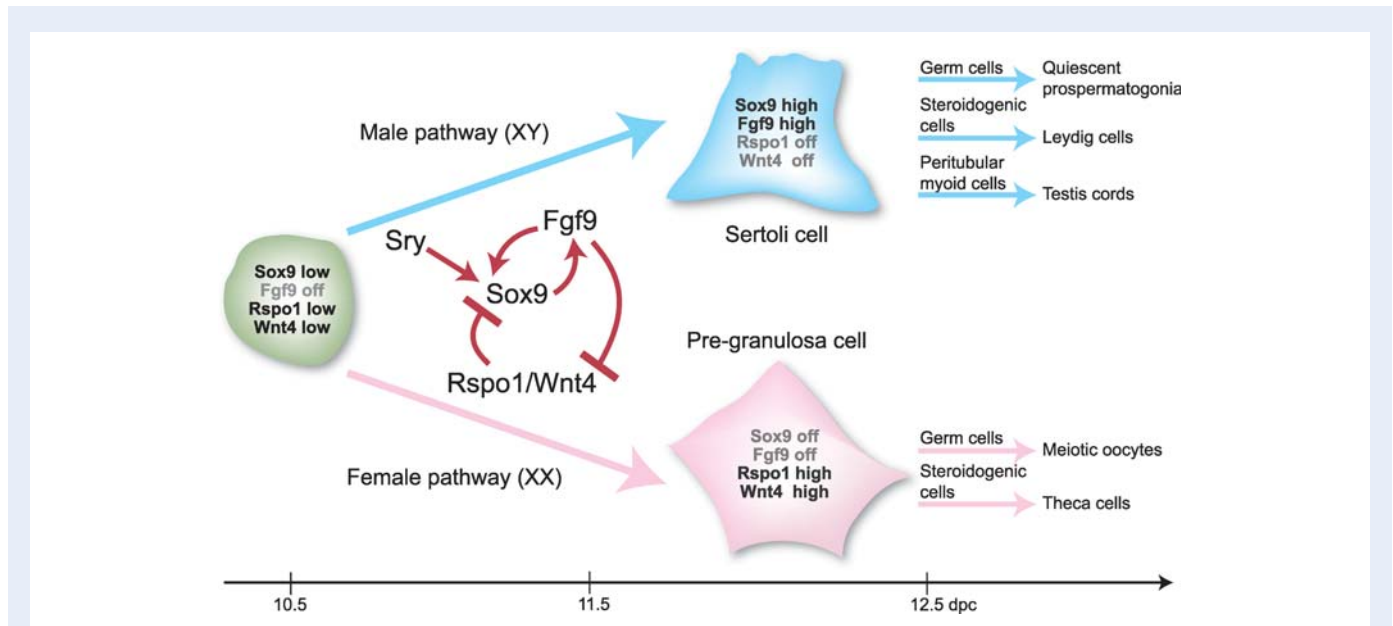 Male pathway (XY)
Sox9 high
Fgf9 high
Rspo1 off
Wnt4 off
Sertoli cell
Germ cells
Quiescent
prospermatogonia
Steroidogenic
cells
Leydig cells
Peritubular
myoid cells
Testis cords
Sox9 low
Fgf9 off
Rspo1 low
Wnt4 low
Sry
Fgf9
Sox9
Rspo1/Wnt4
Female pathway (XX)
Pre-granulosa cell
Sox9 off
Fgf9 off
Rspo1 high
Wnt4 high
Germ cells
Meiotic oocytes
Steroidogenic
cells
Theca cells
10.5
11.5
12.5 dpc